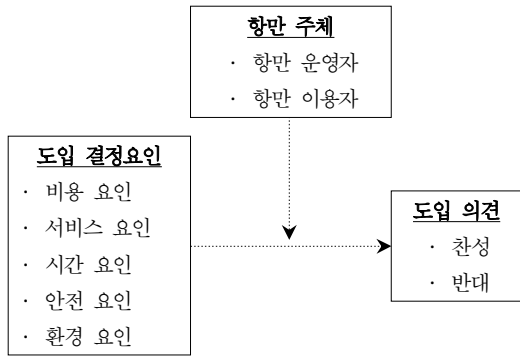 항만 주체
· 항만 운영자
· 항만 이용자
도입 결정요인
· 비용 요인
· 서비스 요인
· 시간 요인
· 안전 요인
· 환경 요인
도입 의견
· 찬성
· 반대